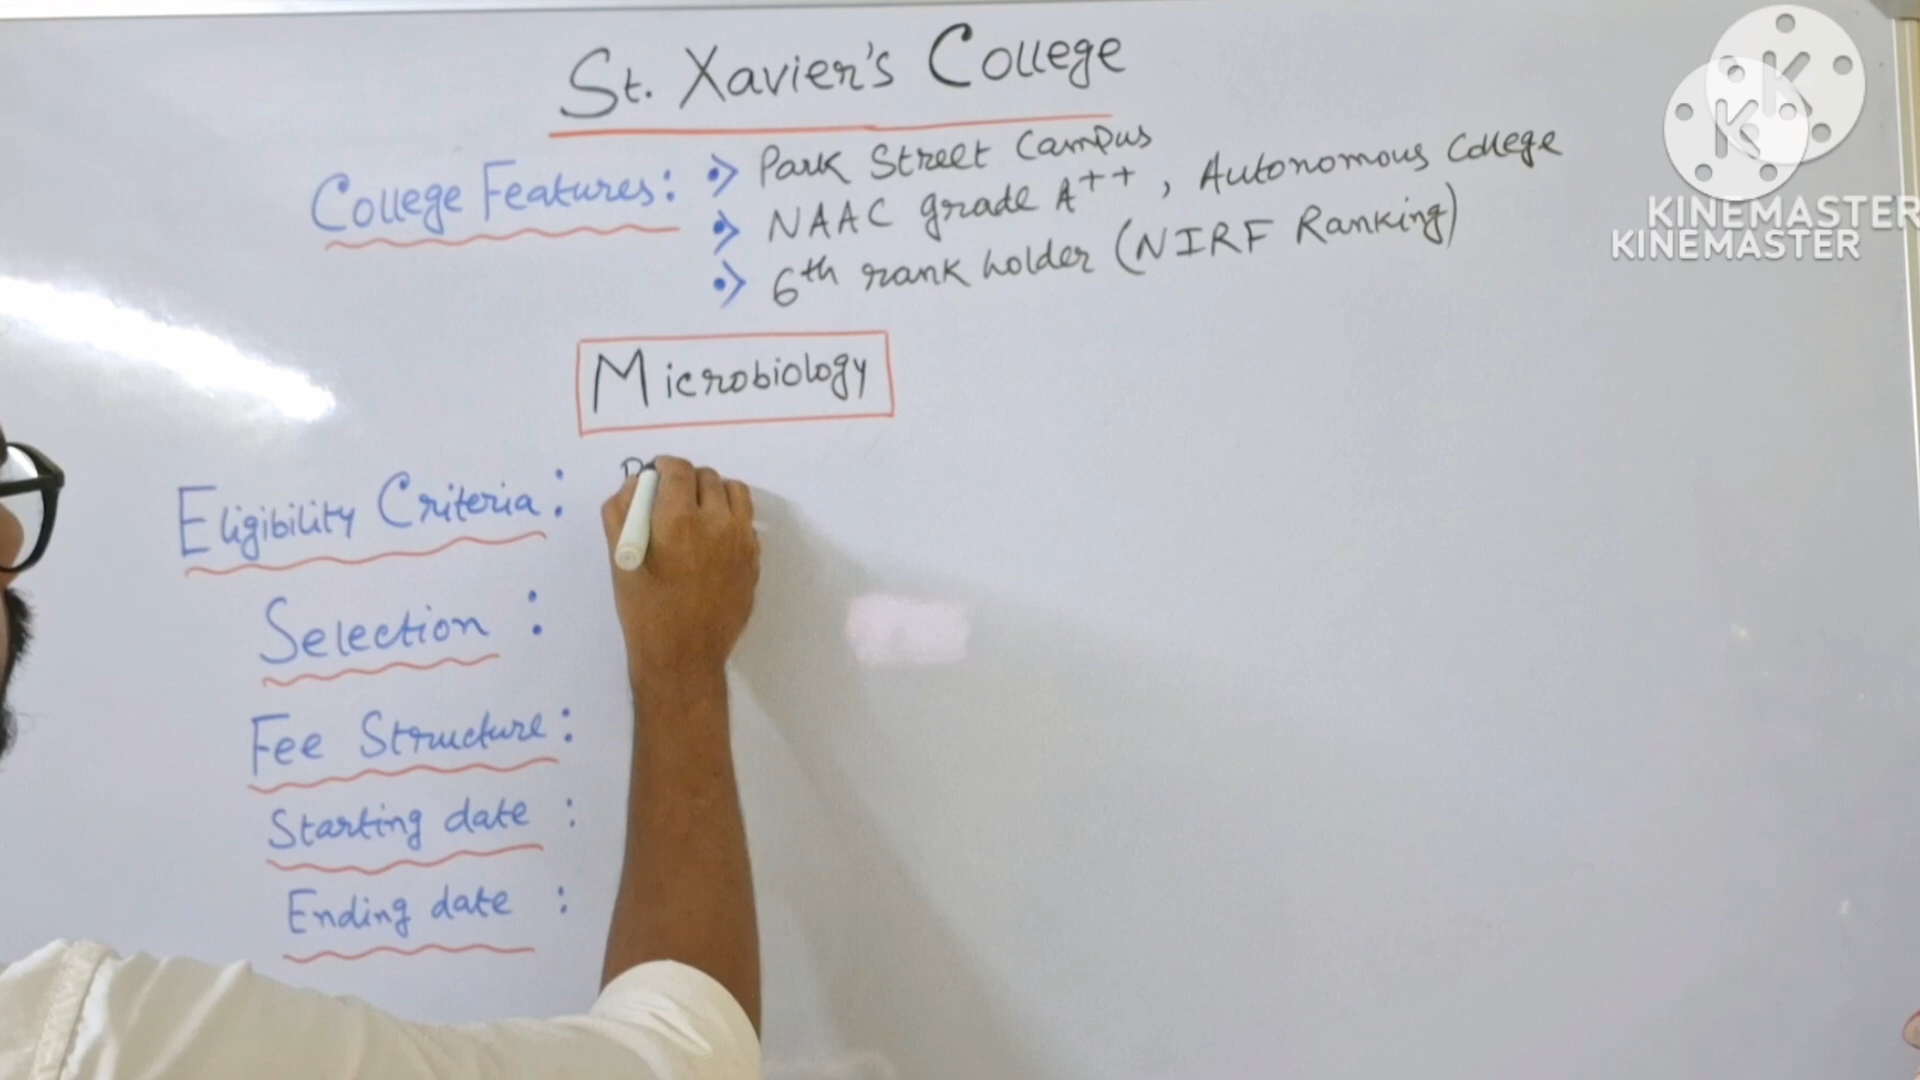 St. Xavier's College
College Features:
Park Street Campus
NAAC grade A++, Autonomous College
6th rank holder (NIRF Ranking)
Microbiology
Eligibility Criteria:
Selection :
Fee Structure:
Starting date :
Ending date :
KINEMASTER
KINEMASTER